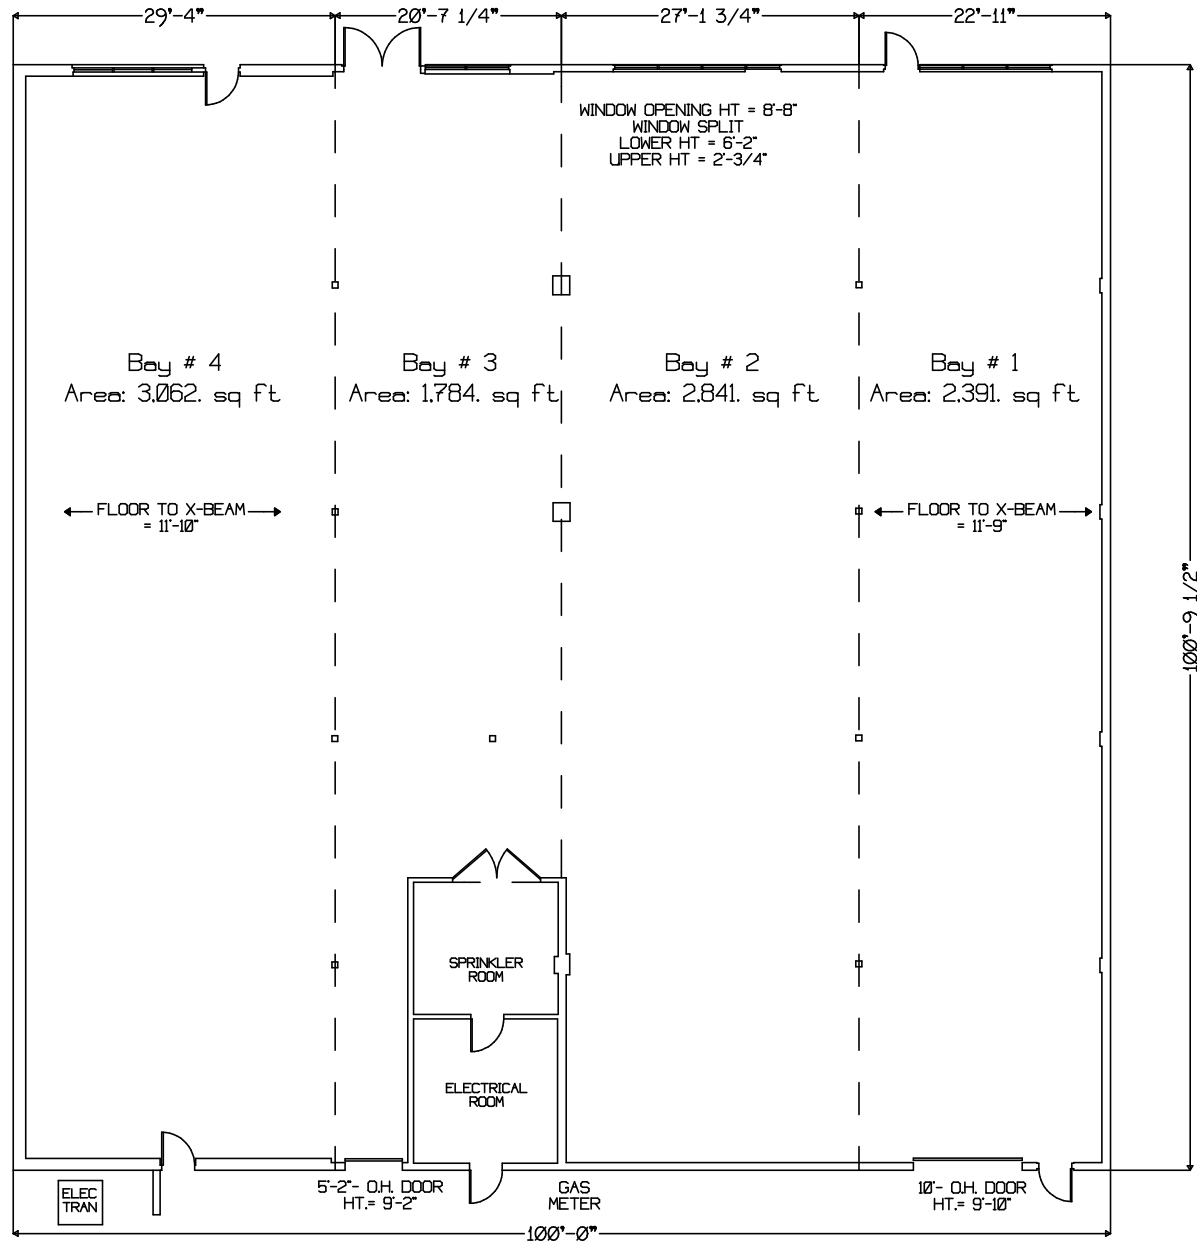 29'-4"
20'-7 1/4"
27'-1 3/4"
22'-11"
WINDOW OPENING HT = 8'-8"
WINDOW SPLIT
LOWER HT = 6'-2"
UPPER HT = 2'-3/4"
Bay # 4
Area: 3,062. sq ft
Bay # 3
Area: 1,784. sq ft
Bay # 2
Area: 2,841. sq ft
Bay # 1
Area: 2,391. sq ft
FLOOR TO X-BEAM
= 11'-10"
FLOOR TO X-BEAM
= 11'-9"
100'-9 1/2"
SPRINKLER
ROOM
ELECTRICAL
ROOM
ELEC
TRAN
5'-2"- O.H. DOOR
HT.= 9'-2"
GAS
METER
10'- O.H. DOOR
HT.= 9'-10"
100'-0"